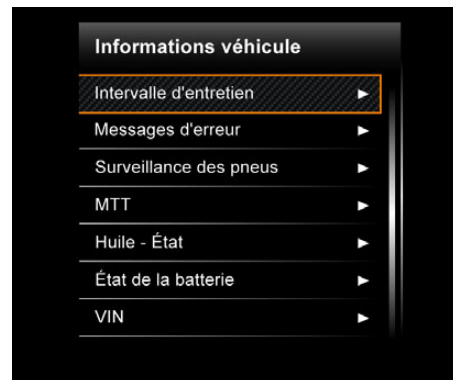 Informations véhicule
Intervalle d'entretien
Messages d'erreur
Surveillance des pneus
MTT
Huile - État
État de la batterie
VIN